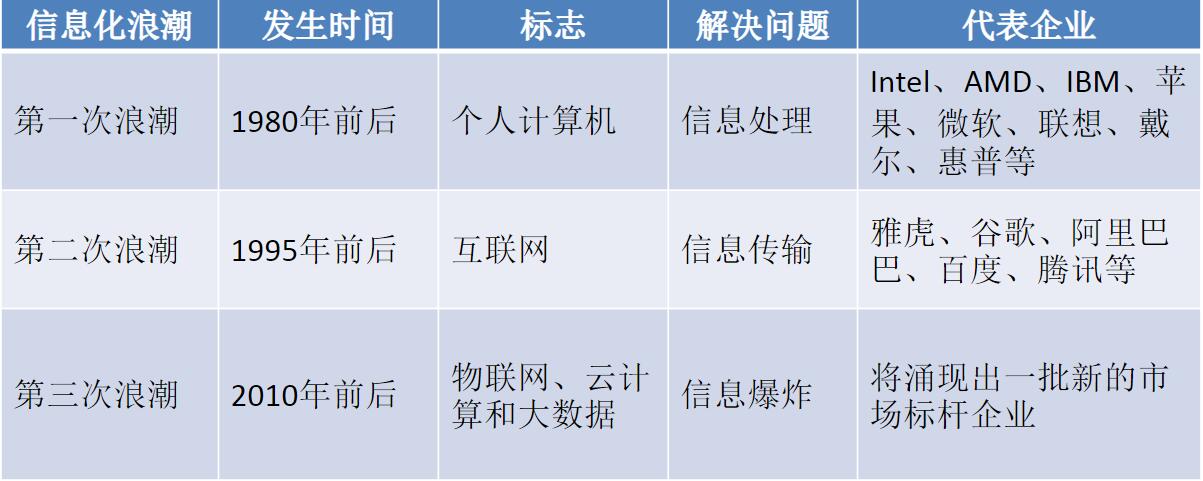 信息化浪潮 发生时间 标志 解决问题 代表企业
第一次浪潮 1980年前后 个人计算机 信息处理 Intel、AMD、IBM、苹
果、微软、联想、戴
尔、惠普等
第二次浪潮 1995年前后 互联网 信息传输 雅虎、谷歌、阿里巴
巴、百度、腾讯等
第三次浪潮 2010年前后 物联网、云计
算和大数据 信息爆炸 将涌现出一批新的市
场标杆企业